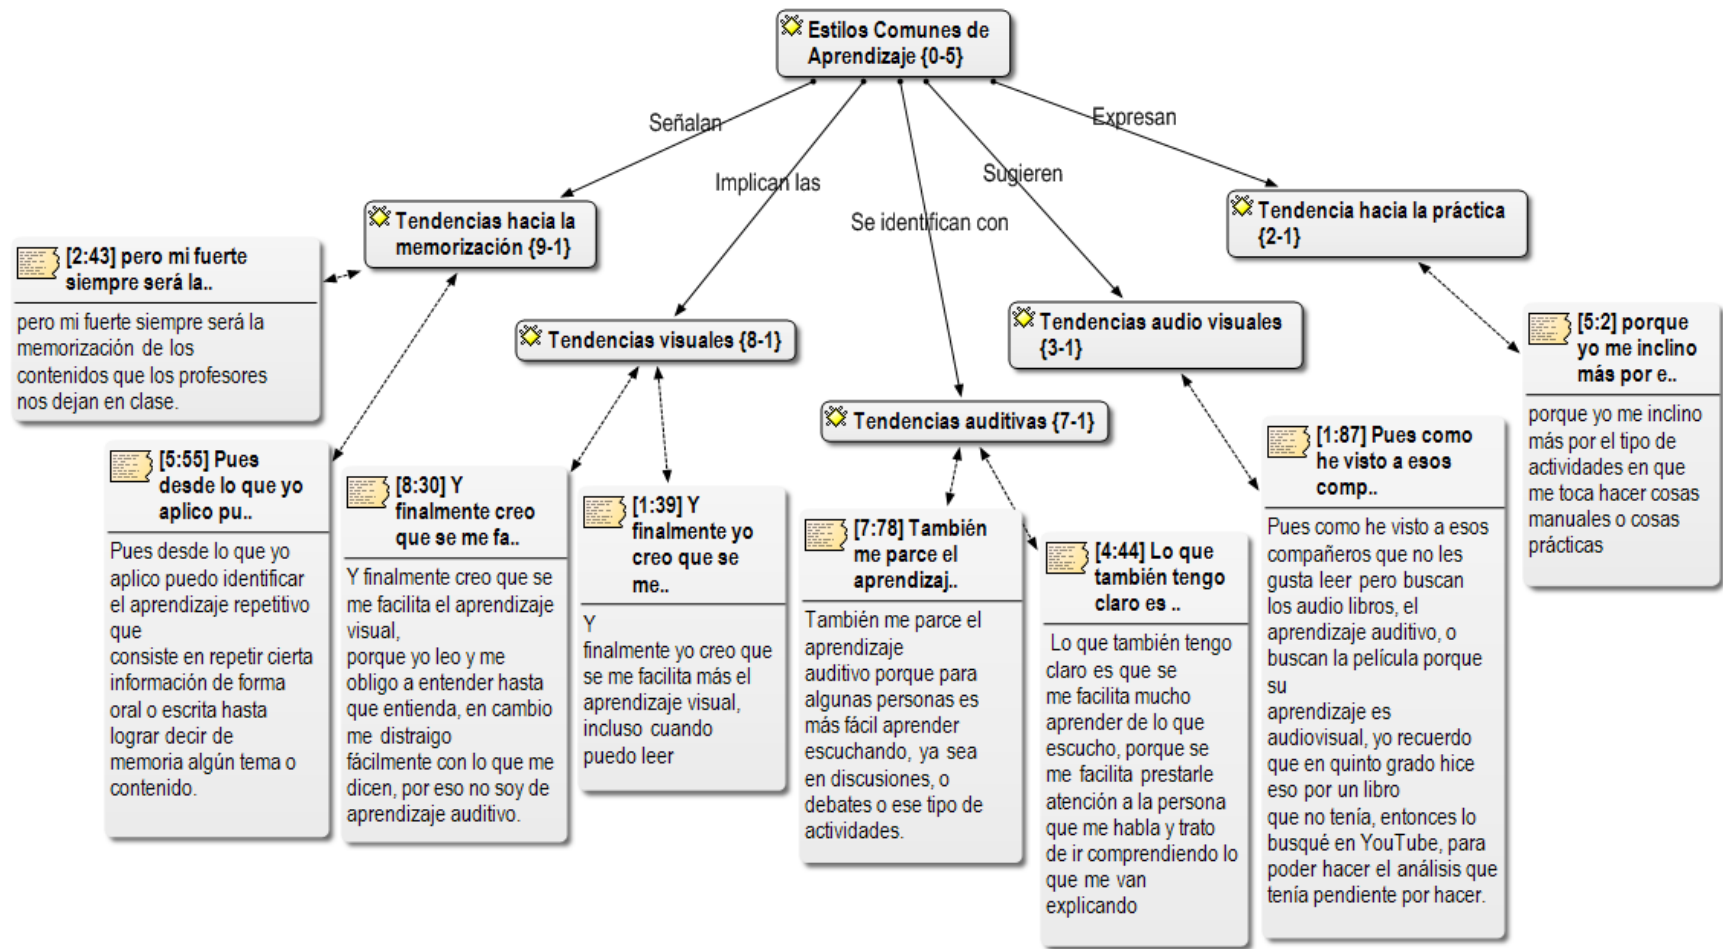 Estilos Comunes de
Aprendizaje {0-5}
Señalan
Implican las
Se identifican con
Sugieren
Expresan
Tendencias hacia la
memorización {9-1}
Tendencias visuales {8-1}
Tendencias auditivas {7-1}
Tendencias audio visuales
{3-1}
Tendencia hacia la práctica
{2-1}
[2:43] pero mi fuerte
siempre será la..
pero mi fuerte siempre será la
memorización de los
contenidos que los profesores
nos dejan en clase.
[5:55] Pues
desde lo que yo
aplico pu..
Pues desde lo que yo
aplico puedo identificar
el aprendizaje repetitivo
que
consiste en repetir cierta
información de forma
oral o escrita hasta
lograr decir de
memoria algún tema o
contenido.
[8:30] Y
finalmente creo
que se me fa..
Y finalmente creo que se
me facilita el aprendizaje
visual,
porque yo leo y me
obligo a entender hasta
que entienda, en cambio
me distraigo
fácilmente con lo que me
dicen, por eso no soy de
aprendizaje auditivo.
[1:39] Y
finalmente yo
creo que se
me..
Y
finalmente yo creo que
se me facilita más el
aprendizaje visual,
incluso cuando
puedo leer
[7:78] También
me parce el
aprendizaj..
También me parce el
aprendizaje
auditivo porque para
algunas personas es
más fácil aprender
escuchando, ya sea
en discusiones, o
debates o ese tipo de
actividades.
[4:44] Lo que
también tengo
claro es ..
Lo que también tengo
claro es que se
me facilita mucho
aprender de lo que
escucho, porque se
me facilita prestarle
atención a la persona
que me habla y trato
de ir comprendiendo lo
que me van
explicando
[1:87] Pues como
he visto a esos
comp..
Pues como he visto a esos
compañeros que no les
gusta leer pero buscan
los audio libros, el
aprendizaje auditivo, o
buscan la película porque
su
aprendizaje es
audiovisual, yo recuerdo
que en quinto grado hice
eso por un libro
que no tenía, entonces lo
busqué en YouTube, para
poder hacer el análisis que
tenía pendiente por hacer.
[5:2] porque
yo me inclino
más por e..
porque yo me inclino
más por el tipo de
actividades en que
me toca hacer cosas
manuales o cosas
prácticas